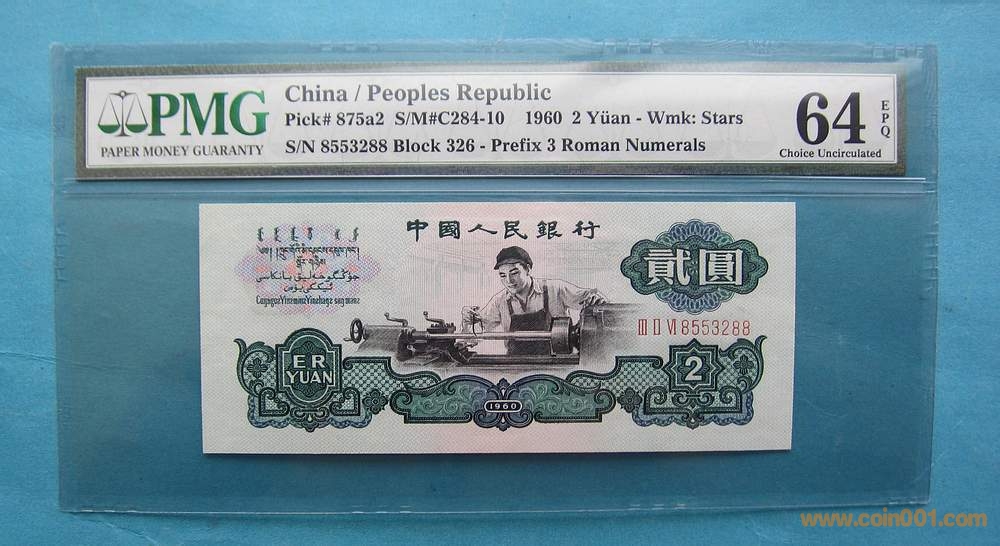 PMG
PAPER MONEY GUARANTY
China / Peoples Republic
Pick# 875a2 S/M#C284-10 1960 2 Yüan - Wmk: Stars
S/N 8553288 Block 326 - Prefix 3 Roman Numerals
64 EPQ
Choice Uncirculated
中國人民銀行
貳圓
III II VI 8553288
ER
YUAN
1960
2
www.coin001.com